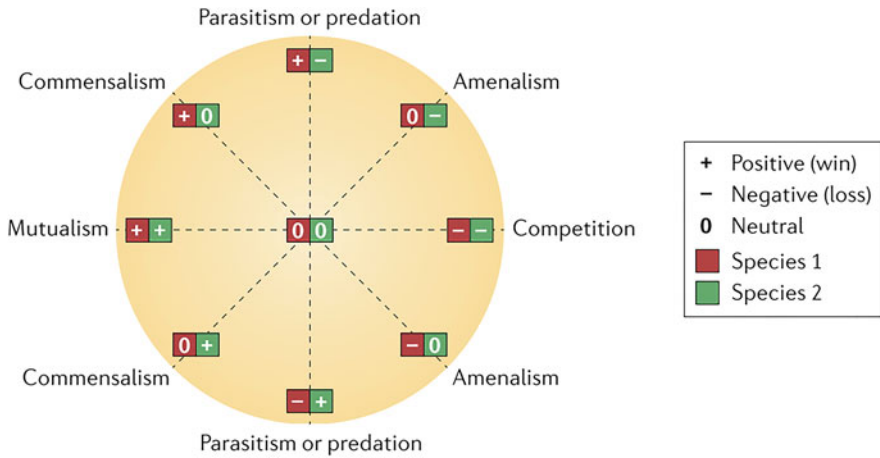 Parasitism or predation
Commensalism
Amenalism
+ −
+ 0
0 −
Mutualism
+ +
0 0
− −
Competition
0 +
− 0
Commensalism
Amenalism
− +
Parasitism or predation
+ Positive (win)
− Negative (loss)
0 Neutral
Species 1
Species 2